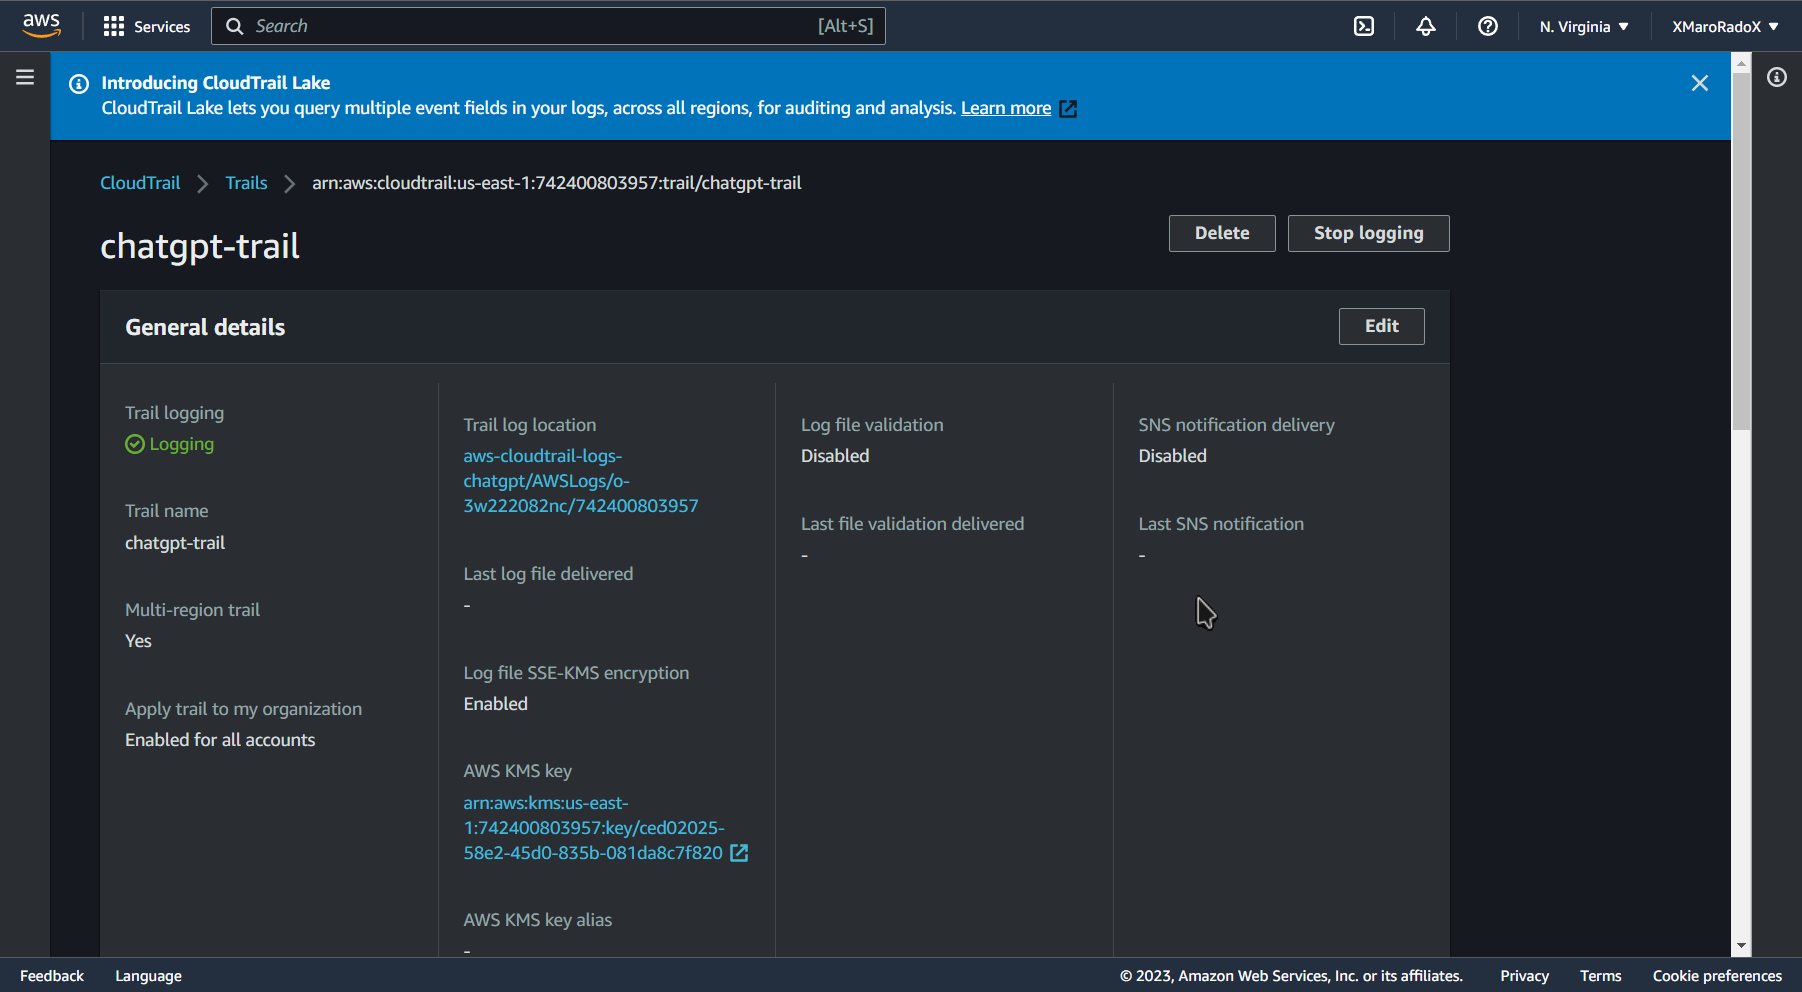 aws
Services
Search
[Alt+S]
N. Virginia
XMaroRadoX
Introducing CloudTrail Lake
CloudTrail Lake lets you query multiple event fields in your logs, across all regions, for auditing and analysis. Learn more
CloudTrail
Trails
arn:aws:cloudtrail:us-east-1:742400803957:trail/chatgpt-trail
chatgpt-trail
Delete
Stop logging
General details
Edit
Trail logging
Logging
Trail name
chatgpt-trail
Multi-region trail
Yes
Apply trail to my organization
Enabled for all accounts
Trail log location
aws-cloudtrail-logs-
chatgpt/AWSLogs/o-
3w222082nc/742400803957
Last log file delivered
-
Log file SSE-KMS encryption
Enabled
AWS KMS key
arn:aws:kms:us-east-
1:742400803957:key/ced02025-
58e2-45d0-835b-081da8c7f820
AWS KMS key alias
-
Log file validation
Disabled
Last file validation delivered
-
SNS notification delivery
Disabled
Last SNS notification
-
Feedback
Language
© 2023, Amazon Web Services, Inc. or its affiliates.
Privacy
Terms
Cookie preferences